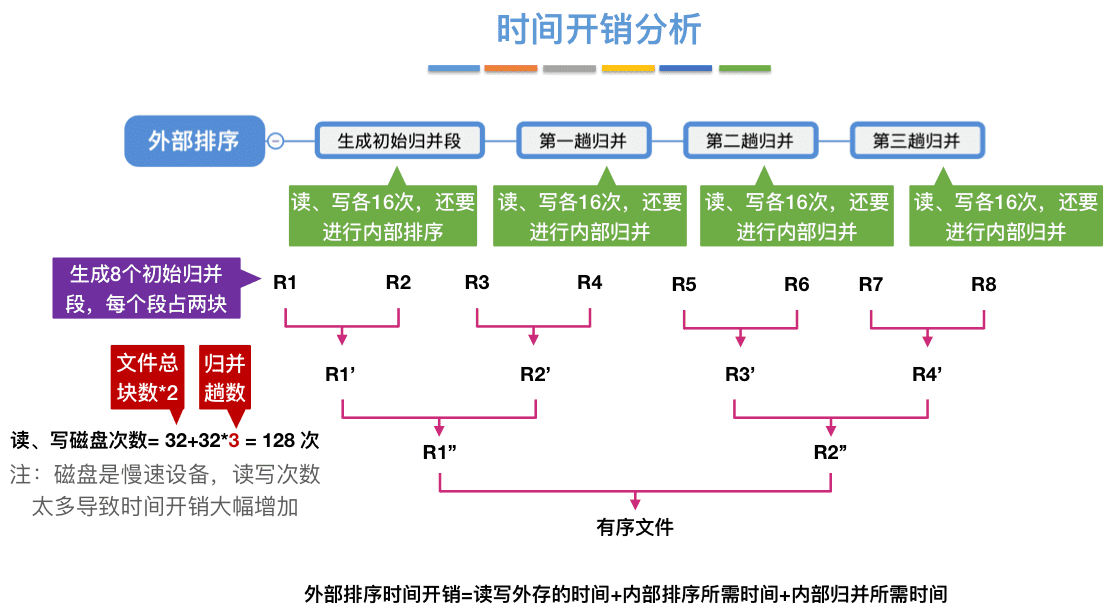 时间开销分析
外部排序
生成初始归并段
第一趟归并
第二趟归并
第三趟归并
读、写各16次，还要
进行内部排序
读、写各16次，还要
进行内部归并
读、写各16次，还要
进行内部归并
读、写各16次，还要
进行内部归并
生成8个初始归并
段，每个段占两块
R1 R2 R3 R4 R5 R6 R7 R8
R1’ R2’ R3’ R4’
文件总
块数*2
归并
趟数
读、写磁盘次数= 32+32*3 = 128 次
R1” R2”
注：磁盘是慢速设备，读写次数
太多导致时间开销大幅增加
有序文件
外部排序时间开销=读写外存的时间+内部排序所需时间+内部归并所需时间